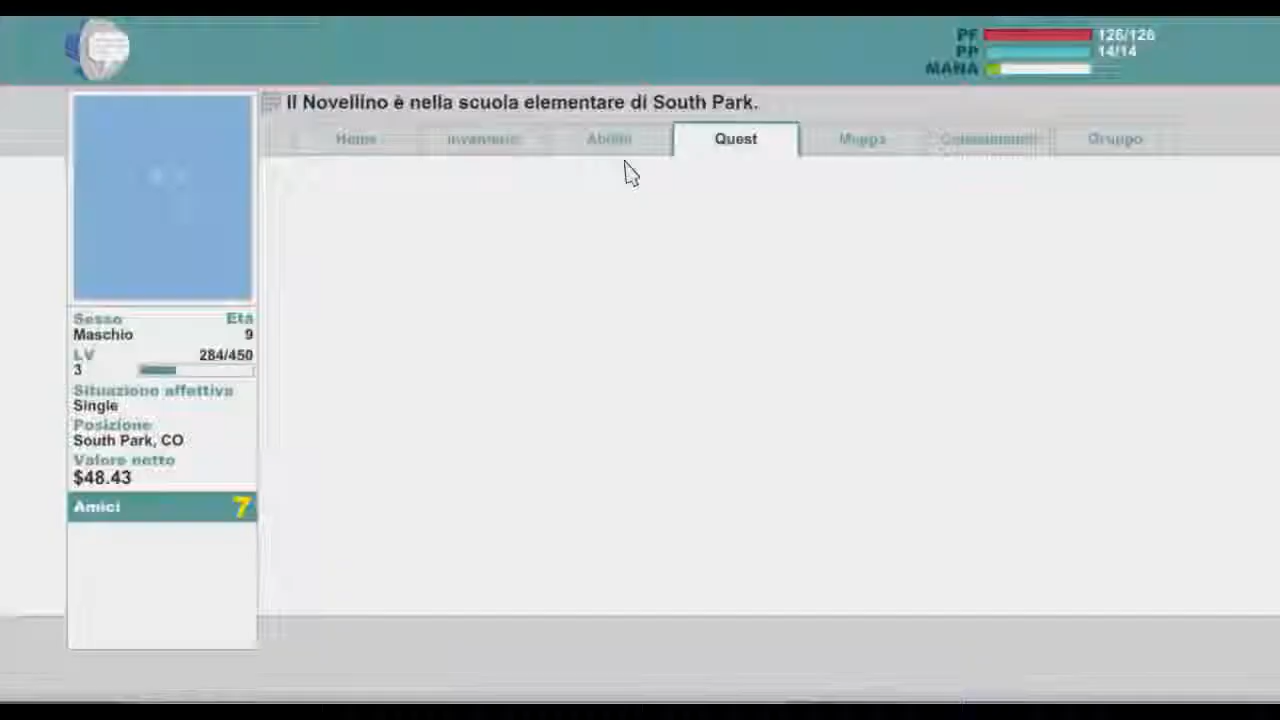 PF 126/126
PP 14/14
MANA
Il Novellino è nella scuola elementare di South Park.
Home Inventario Abilità Quest Mappa Gruppo
Sesso Età
Maschio 9
LV 284/450
3
Situazione affettiva
Single
Posizione
South Park, CO
Valore netto
$48.43
Amici 7